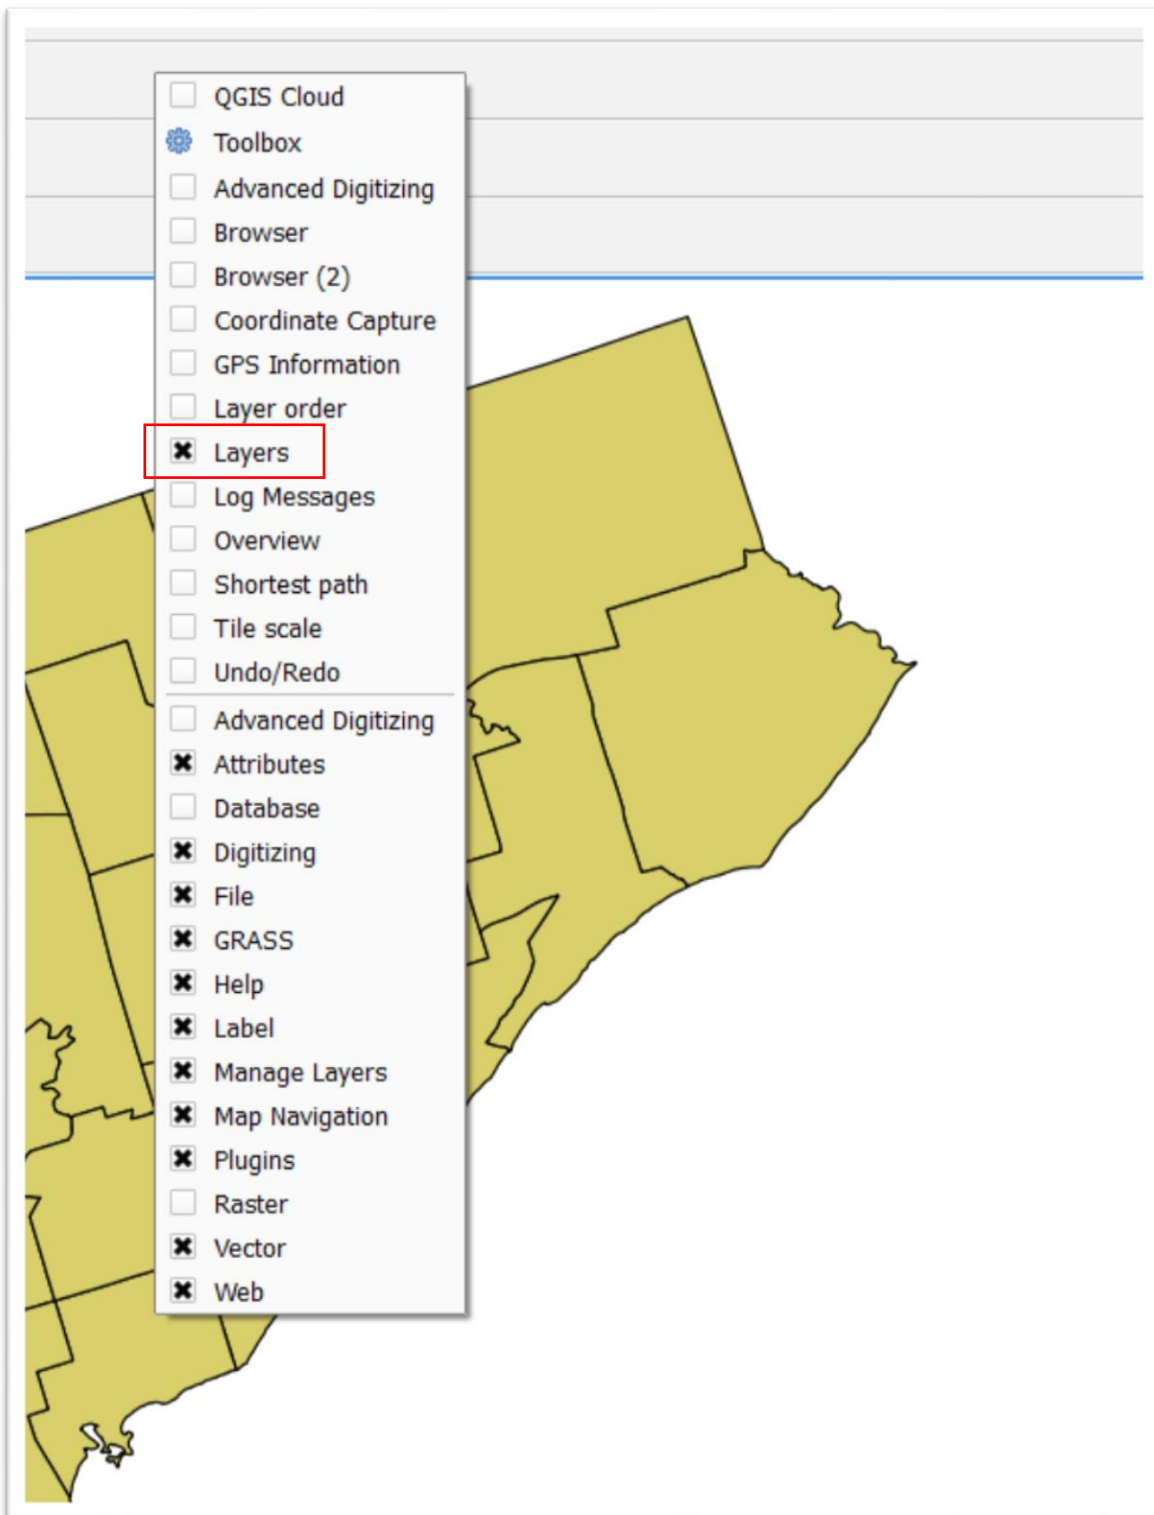 QGIS Cloud
Toolbox
Advanced Digitizing
Browser
Browser (2)
Coordinate Capture
GPS Information
Layer order
Layers
Log Messages
Overview
Shortest path
Tile scale
Undo/Redo
Advanced Digitizing
Attributes
Database
Digitizing
File
GRASS
Help
Label
Manage Layers
Map Navigation
Plugins
Raster
Vector
Web